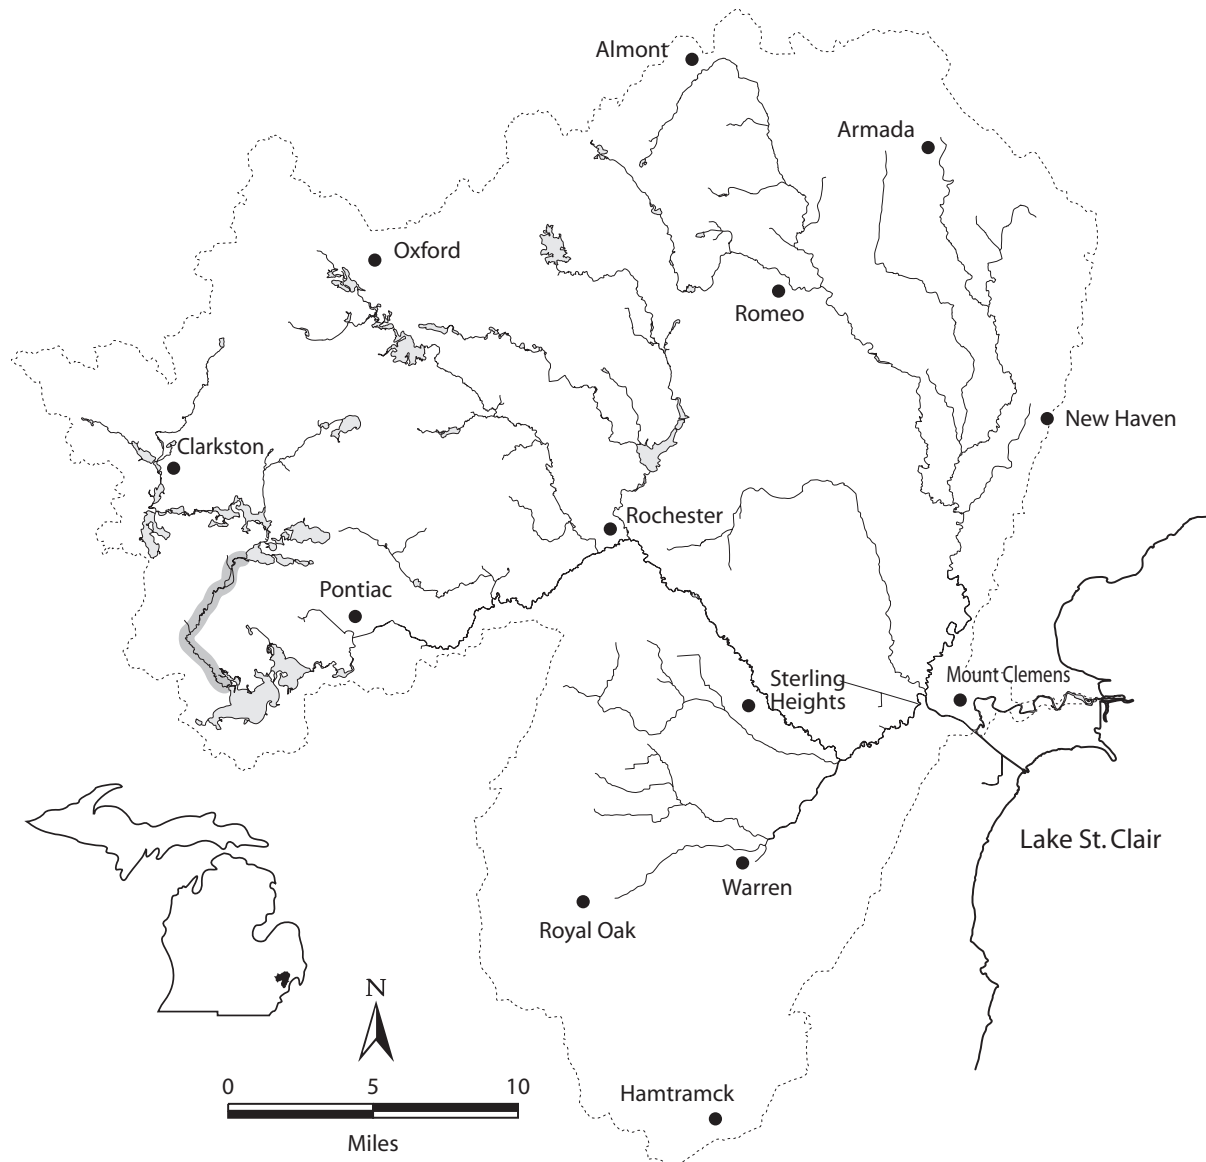 Almont
Armada
Oxford
Romeo
New Haven
Clarkston
Rochester
Pontiac
Mount Clemens
Sterling
Heights
Lake St. Clair
Warren
Royal Oak
N
0 5 10
Miles
Hamtramck